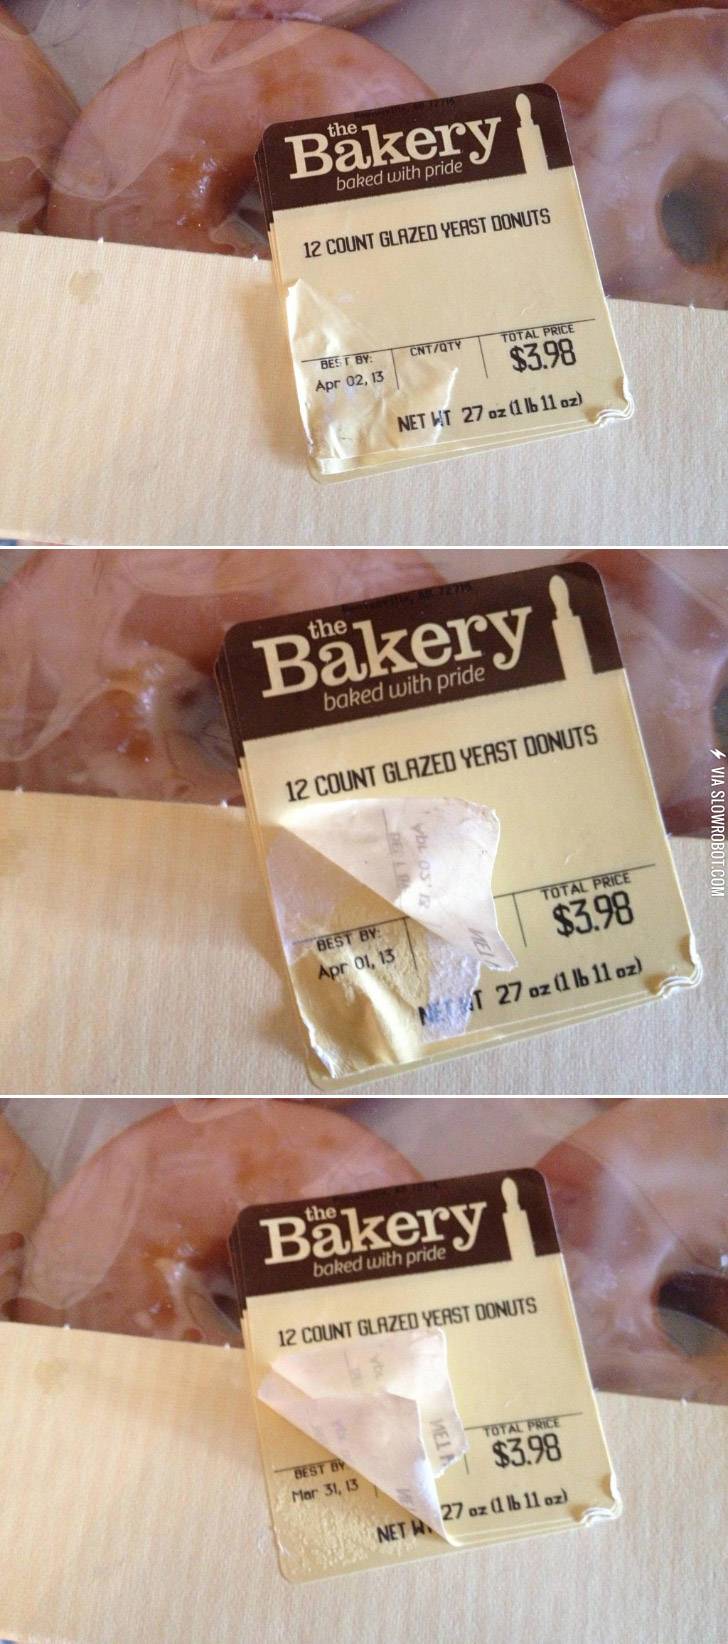 the
Bakery
baked with pride
12 COUNT GLAZED YEAST DONUTS
BEST BY:
Apr 02, 13
CNT/QTY
TOTAL PRICE
$3.98
NET WT 27 oz (1 lb 11 oz)
the
Bakery
baked with pride
12 COUNT GLAZED YEAST DONUTS
BEST BY:
Apr 01, 13
TOTAL PRICE
$3.98
NET WT 27 oz (1 lb 11 oz)
the
Bakery
baked with pride
12 COUNT GLAZED YEAST DONUTS
BEST BY
Mar 31, 13
TOTAL PRICE
$3.98
NET W 27 oz (1 lb 11 oz)
VIA SLOWROBOT.COM